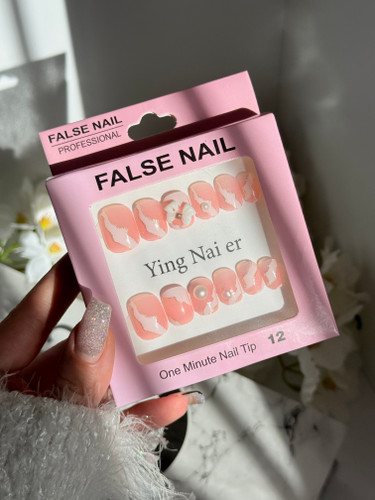 FALSE NAIL
PROFESSIONAL
FALSE NAIL
Ying Nai er
One Minute Nail Tip
12